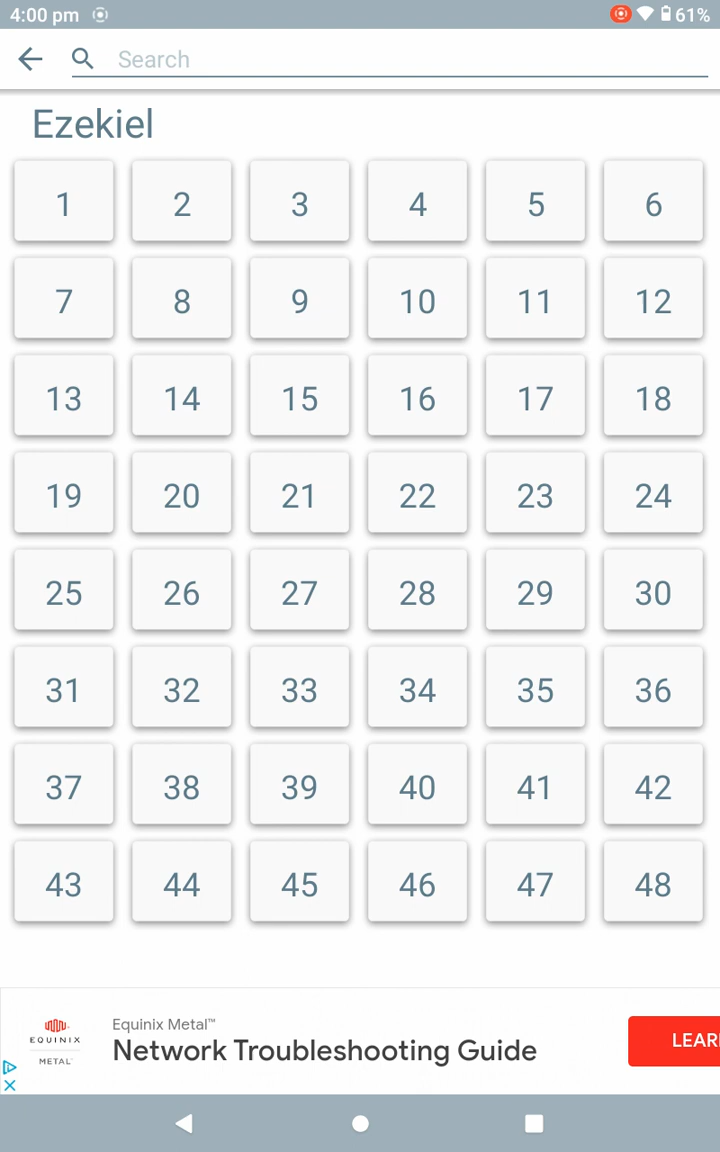 4:00 pm 61%
Search
Ezekiel
1 2 3 4 5 6
7 8 9 10 11 12
13 14 15 16 17 18
19 20 21 22 23 24
25 26 27 28 29 30
31 32 33 34 35 36
37 38 39 40 41 42
43 44 45 46 47 48
Equinix Metal™
Network Troubleshooting Guide
EQUINIX
METAL™
LEAR